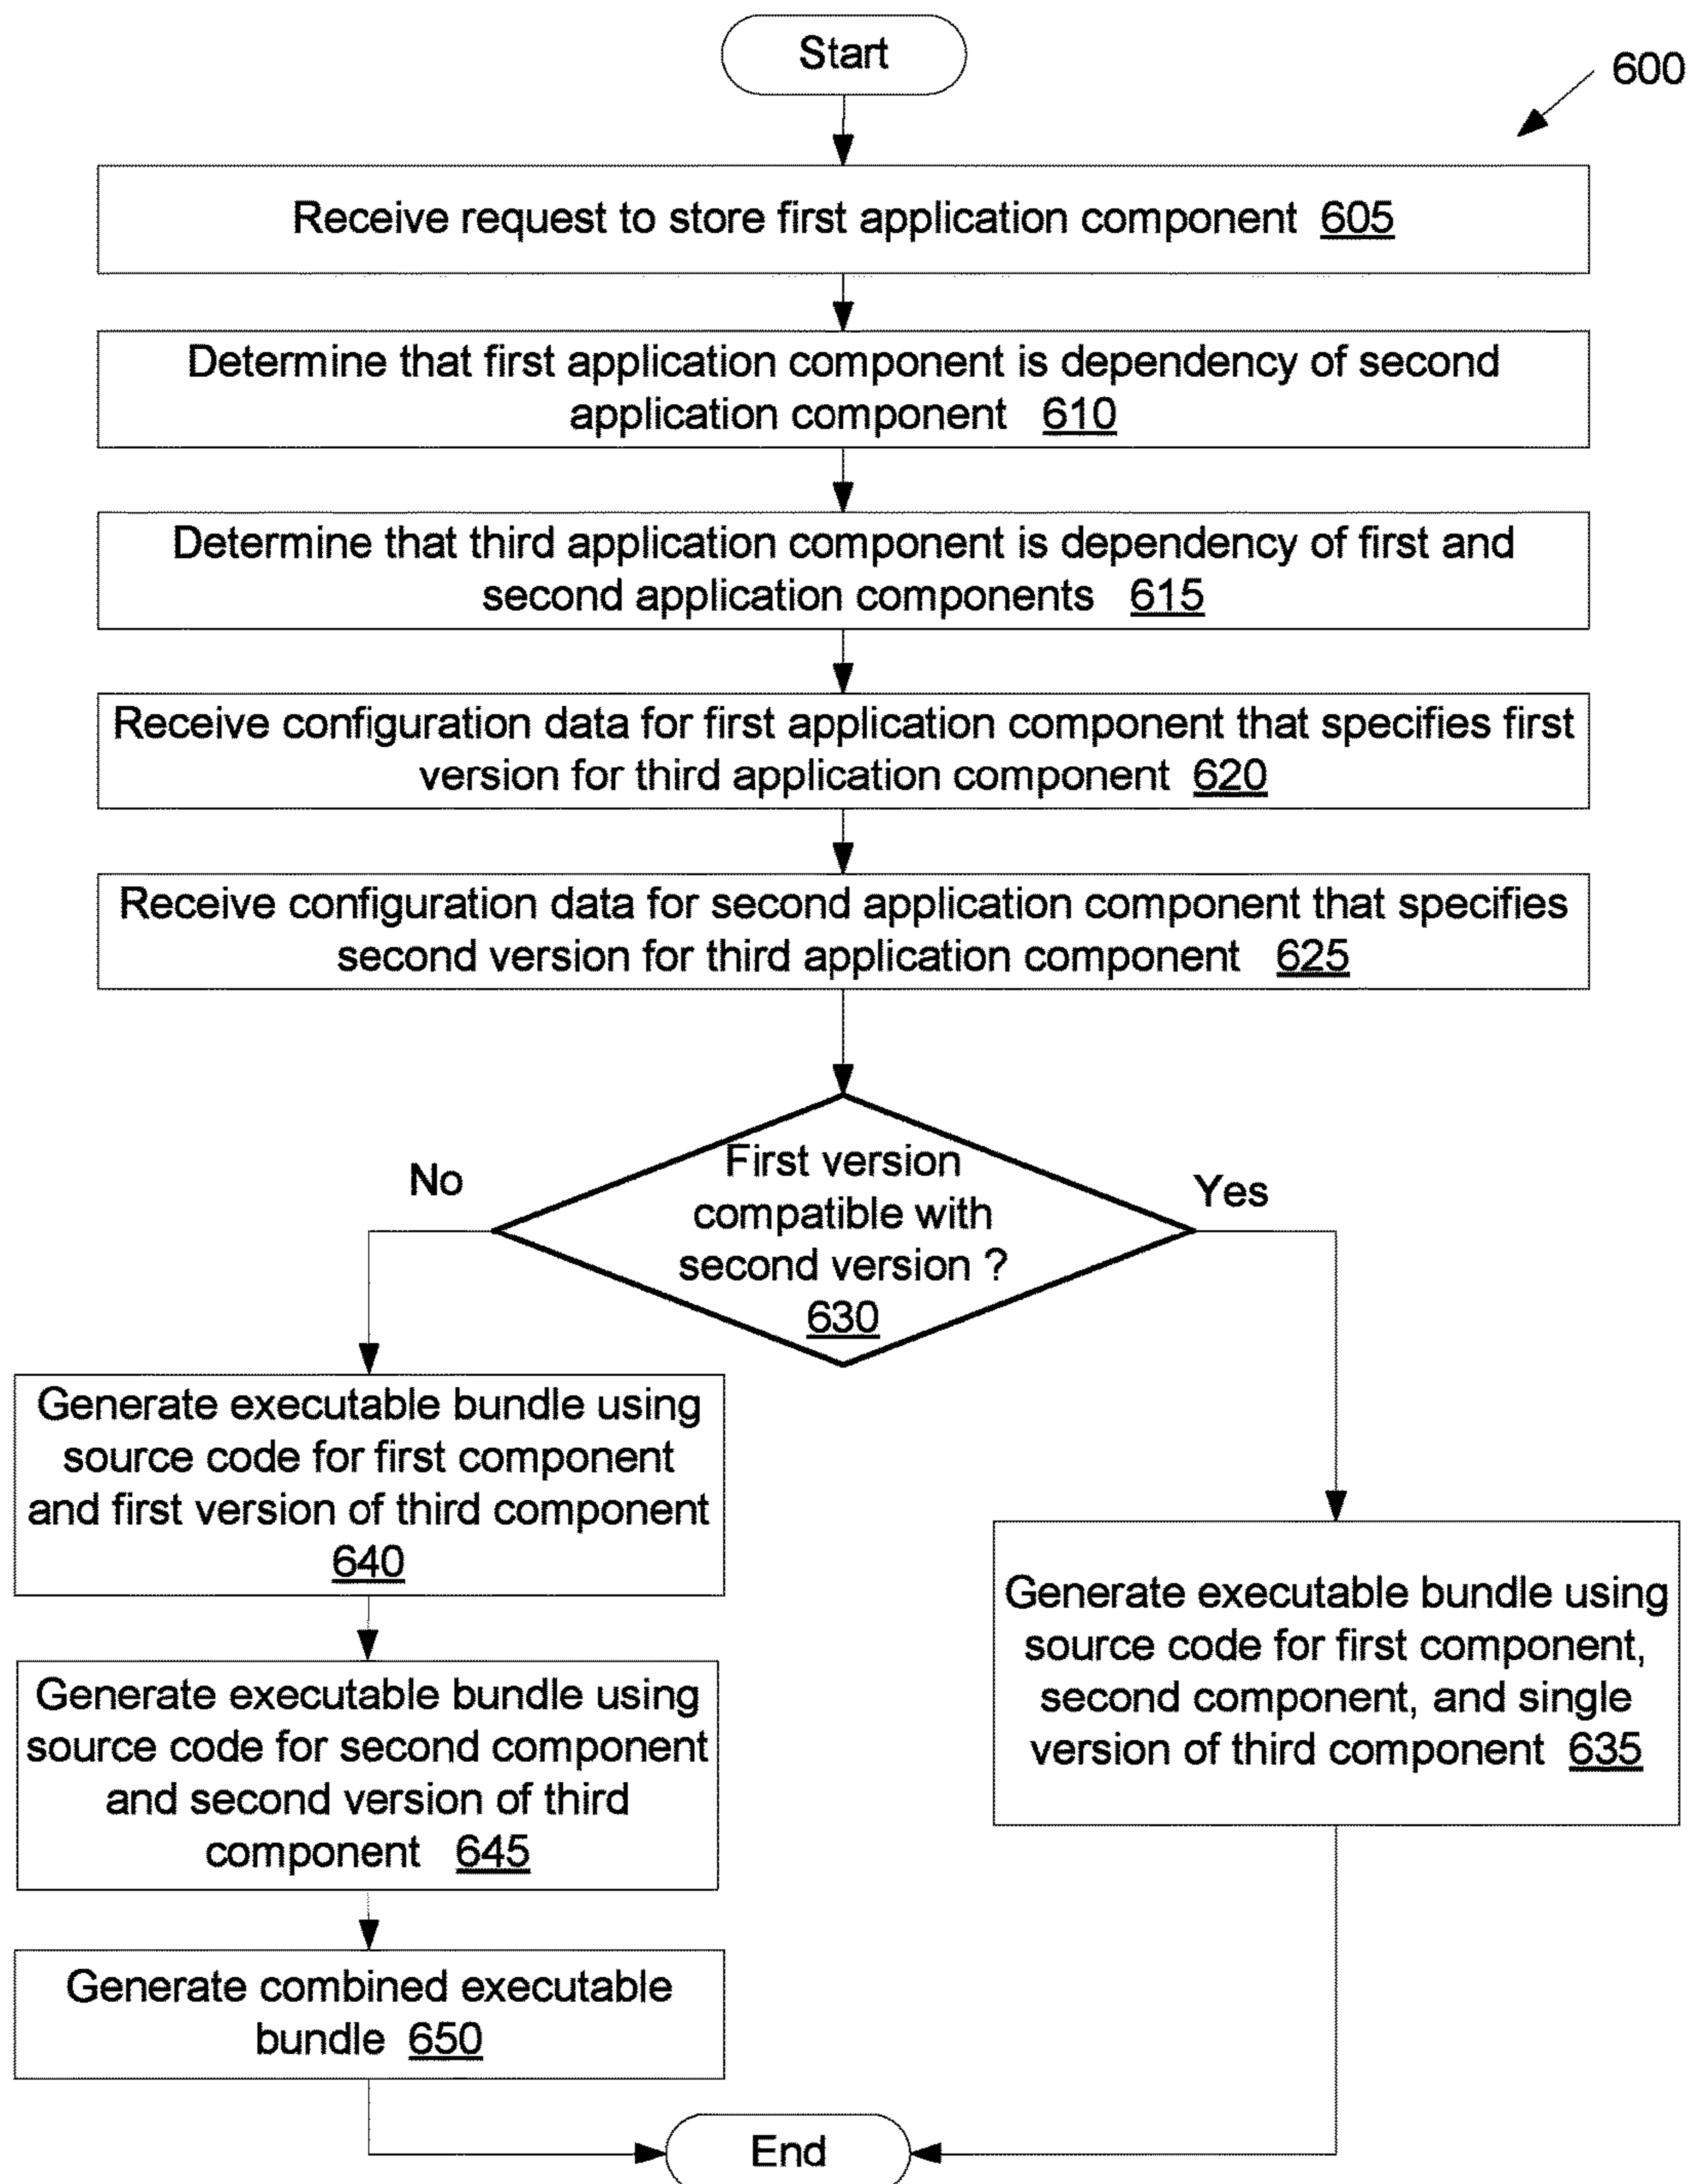 Start
600
Receive request to store first application component 605
Determine that first application component is dependency of second
application component 610
Determine that third application component is dependency of first and
second application components 615
Receive configuration data for first application component that specifies first
version for third application component 620
Receive configuration data for second application component that specifies
second version for third application component 625
First version
compatible with
second version ?
630
No
Yes
Generate executable bundle using
source code for first component
and first version of third component
640
Generate executable bundle using
source code for second component
and second version of third
component 645
Generate combined executable
bundle 650
Generate executable bundle using
source code for first component,
second component, and single
version of third component 635
End